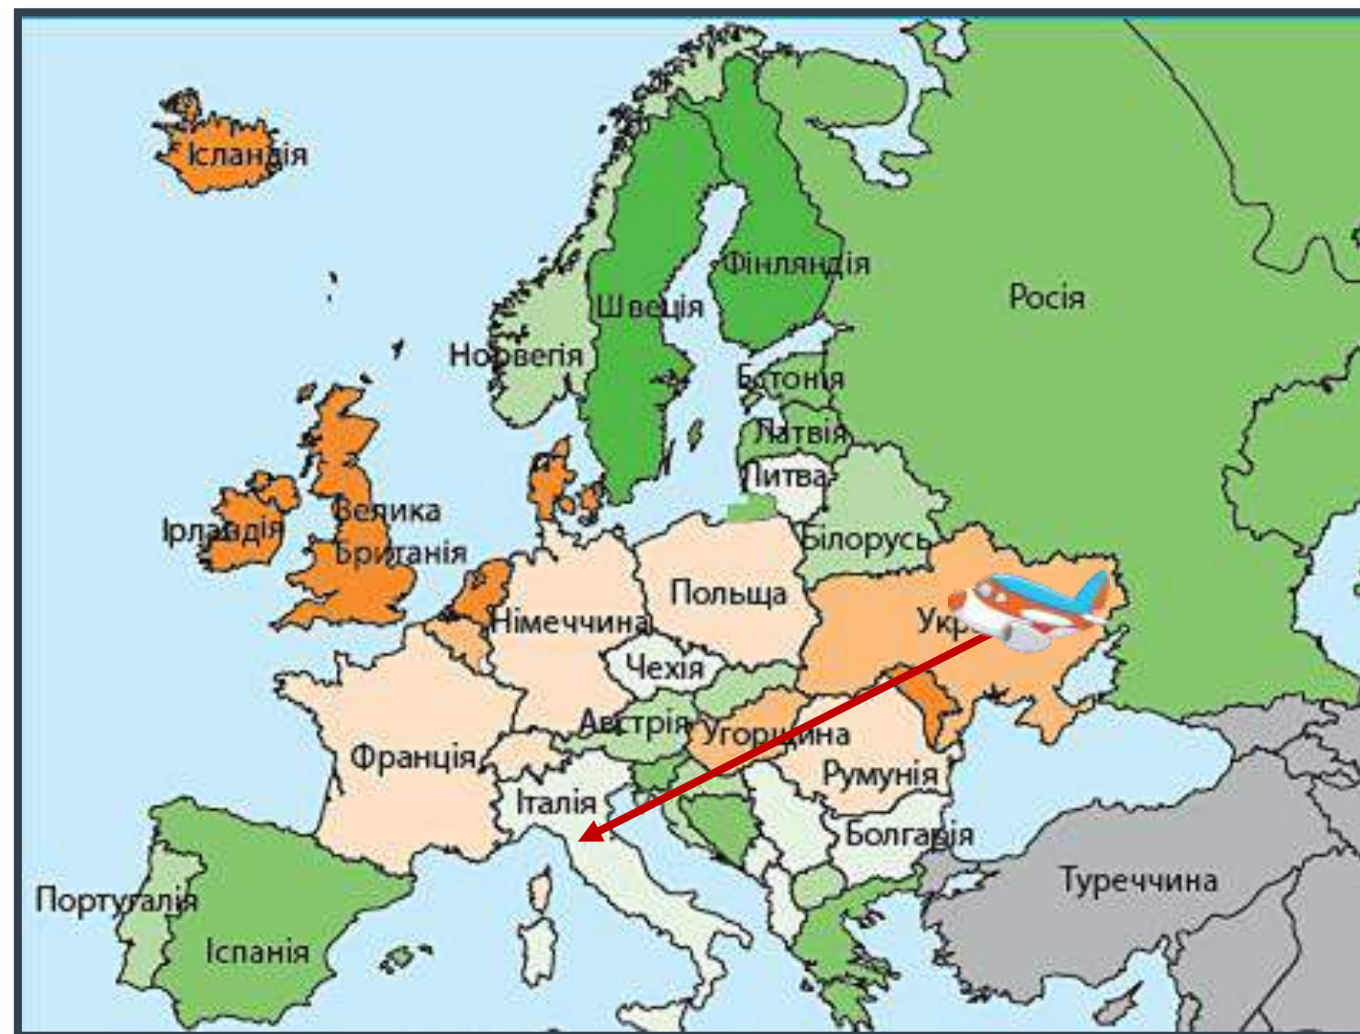 Ісландія
Фінляндія
Росія
Швеція
Норвегія
Естонія
Латвія
Литва
Велика
Британія
Ірландія
Білорусь
Польща
Німеччина
Укр
Чехія
Австрія
Угорщина
Франція
Румунія
Італія
Болгарія
Туреччина
Португалія
Іспанія